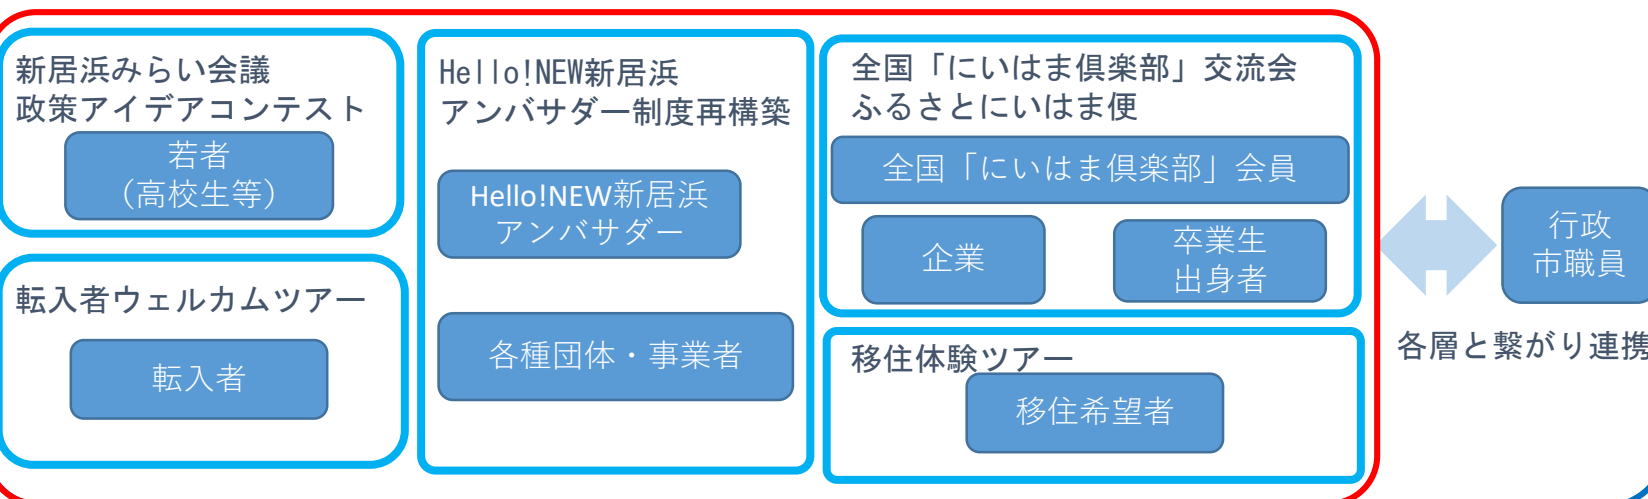 新居浜みらい会議
政策アイデアコンテスト
若者
（高校生等）
転入者ウェルカムツアー
転入者
Hello!NEW新居浜
アンバサダー制度再構築
Hello!NEW新居浜
アンバサダー
各種団体・事業者
全国「にいはま倶楽部」交流会
ふるさとにいはま便
全国「にいはま倶楽部」会員
企業
卒業生
出身者
移住体験ツアー
移住希望者
行政
市職員
各層と繋がり連携